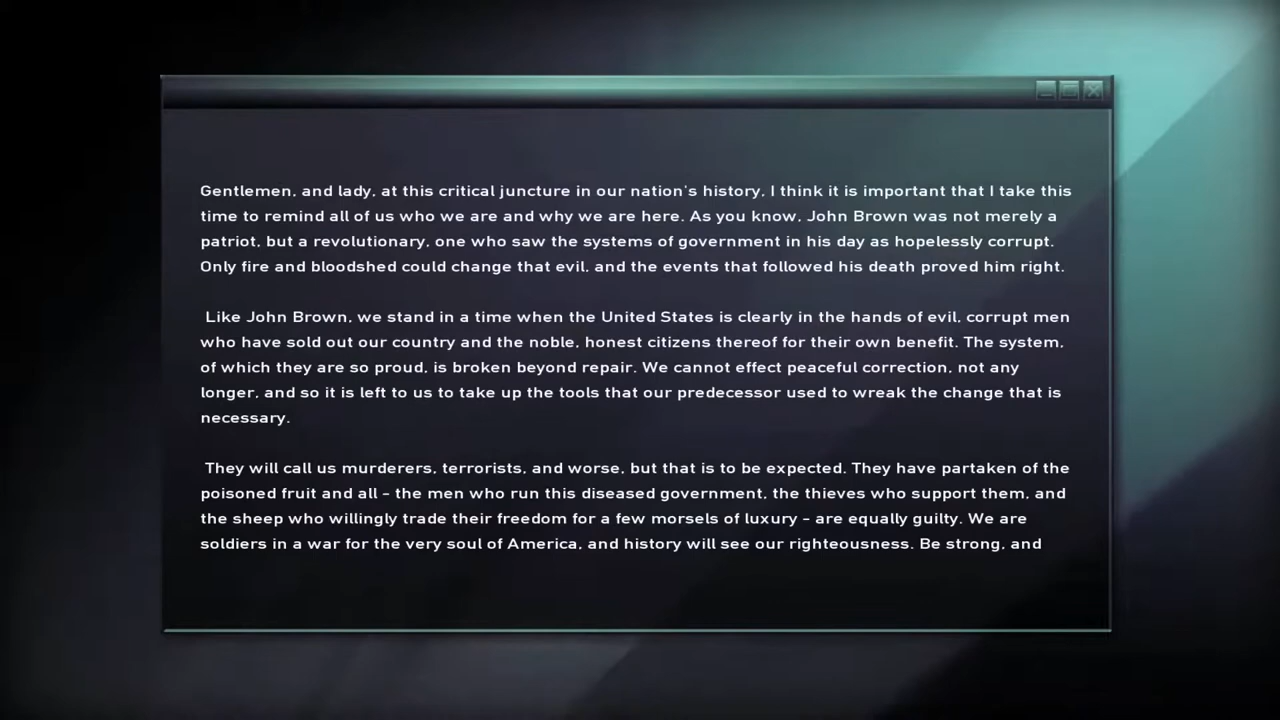 Gentlemen, and lady, at this critical juncture in our nation's history, I think it is important that I take this
time to remind all of us who we are and why we are here. As you know, John Brown was not merely a
patriot, but a revolutionary, one who saw the systems of government in his day as hopelessly corrupt.
Only fire and bloodshed could change that evil, and the events that followed his death proved him right.
Like John Brown, we stand in a time when the United States is clearly in the hands of evil, corrupt men
who have sold out our country and the noble, honest citizens thereof for their own benefit. The system,
of which they are so proud, is broken beyond repair. We cannot effect peaceful correction, not any
longer, and so it is left to us to take up the tools that our predecessor used to wreak the change that is
necessary.
They will call us murderers, terrorists, and worse, but that is to be expected. They have partaken of the
poisoned fruit and all - the men who run this diseased government, the thieves who support them, and
the sheep who willingly trade their freedom for a few morsels of luxury - are equally guilty. We are
soldiers in a war for the very soul of America, and history will see our righteousness. Be strong, and